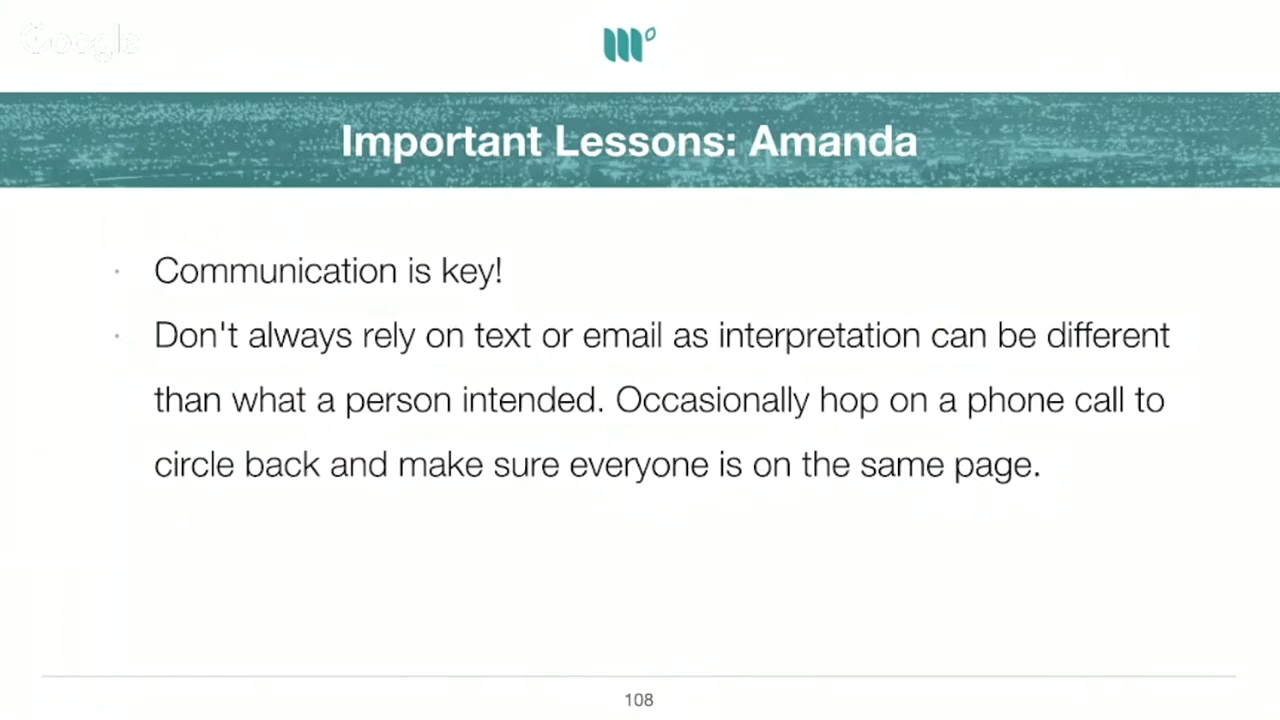 Google
Important Lessons: Amanda
· Communication is key!
· Don't always rely on text or email as interpretation can be different
than what a person intended. Occasionally hop on a phone call to
circle back and make sure everyone is on the same page.
108